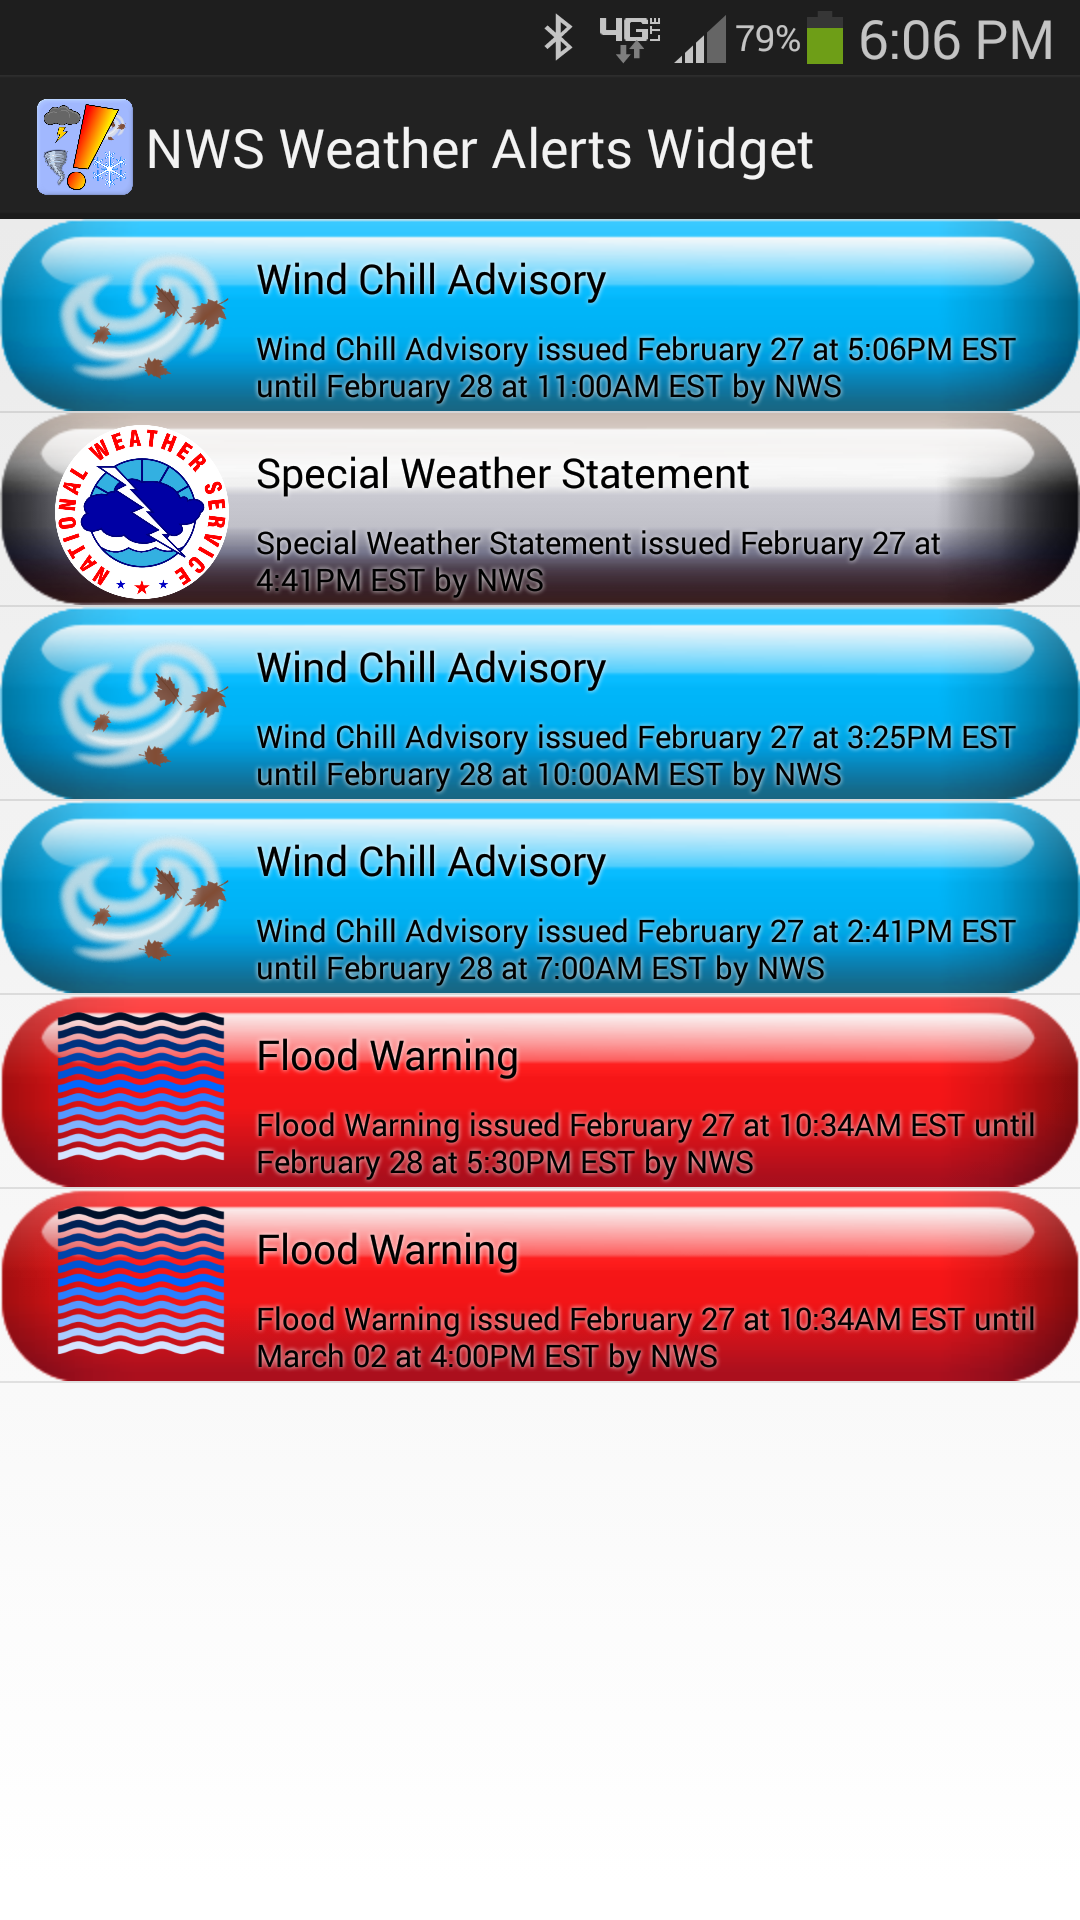 4G LTE 79% 6:06 PM
NWS Weather Alerts Widget
Wind Chill Advisory
Wind Chill Advisory issued February 27 at 5:06PM EST
until February 28 at 11:00AM EST by NWS
NATIONAL WEATHER SERVICE
Special Weather Statement
Special Weather Statement issued February 27 at
4:41PM EST by NWS
Wind Chill Advisory
Wind Chill Advisory issued February 27 at 3:25PM EST
until February 28 at 10:00AM EST by NWS
Wind Chill Advisory
Wind Chill Advisory issued February 27 at 2:41PM EST
until February 28 at 7:00AM EST by NWS
Flood Warning
Flood Warning issued February 27 at 10:34AM EST until
February 28 at 5:30PM EST by NWS
Flood Warning
Flood Warning issued February 27 at 10:34AM EST until
March 02 at 4:00PM EST by NWS